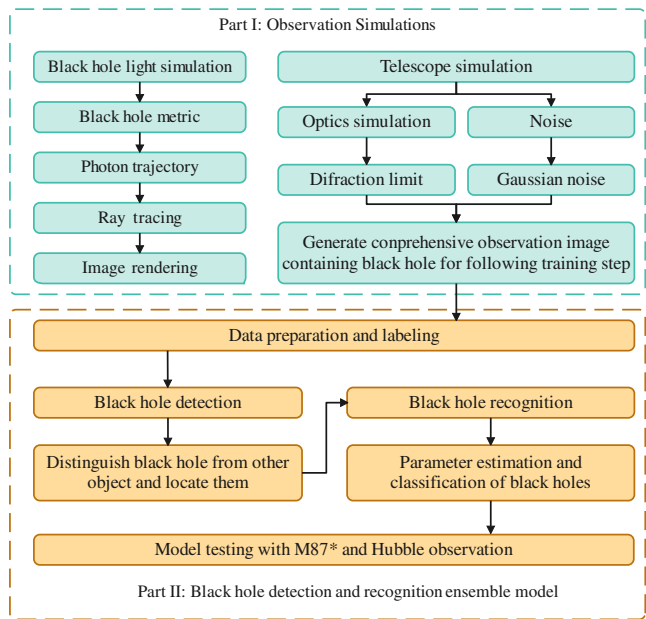 Part I: Observation Simulations
Black hole light simulation
Black hole metric
Photon trajectory
Ray tracing
Image rendering
Telescope simulation
Optics simulation
Noise
Difraction limit
Gaussian noise
Generate conprehensive observation image
containing black hole for following training step
Data preparation and labeling
Black hole detection
Distinguish black hole from other
object and locate them
Black hole recognition
Parameter estimation and
classification of black holes
Model testing with M87* and Hubble observation
Part II: Black hole detection and recognition ensemble model